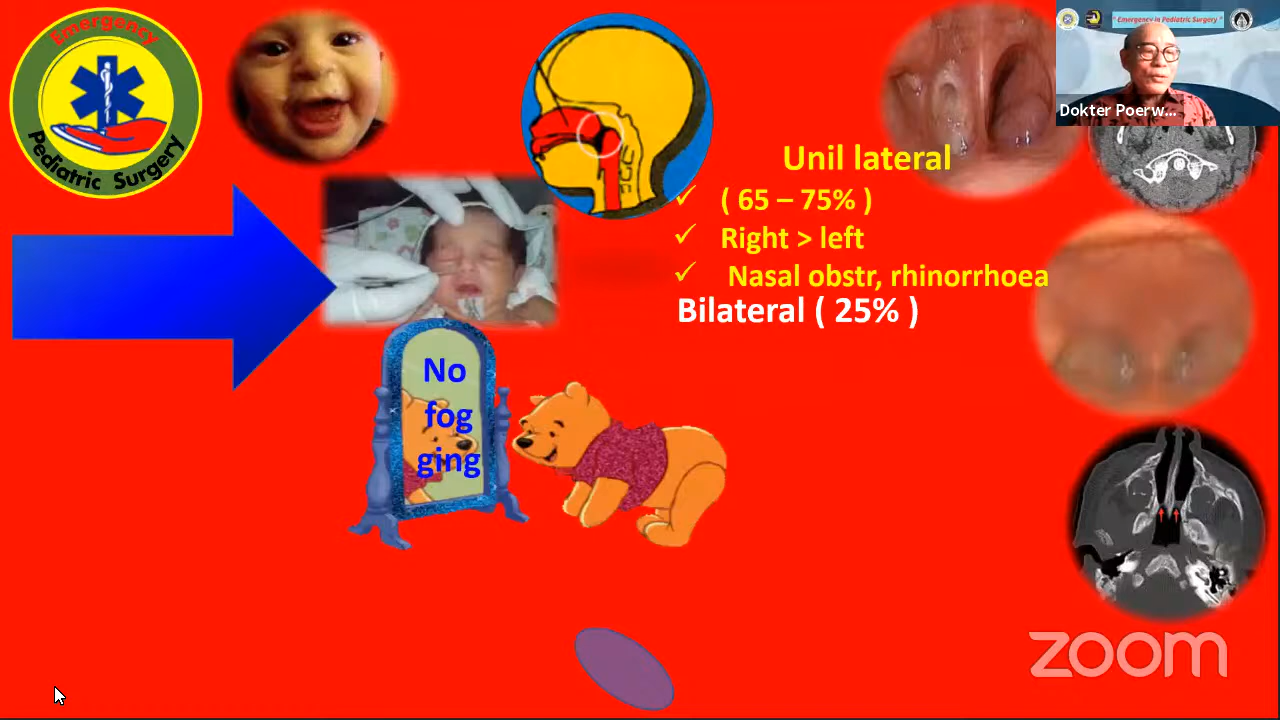 Emergency
Pediatric Surgery
" Emergency in Pediatric Surgery "
Dokter Poerw...
Unil lateral
✓ ( 65 – 75% )
✓ Right > left
✓ Nasal obstr, rhinorrhoea
Bilateral ( 25% )
No
fog
ging
zoom